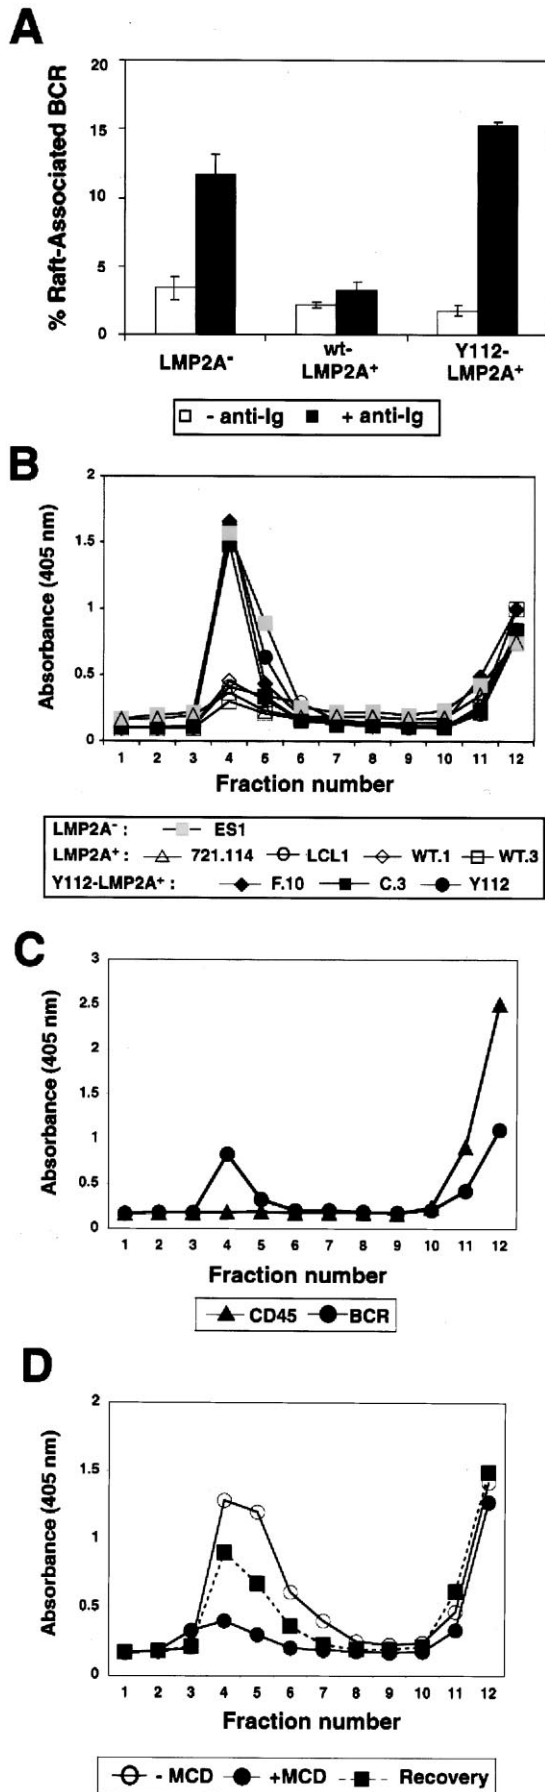 A
% Raft-Associated BCR
20
15
10
5
0
LMP2A⁻
wt-
LMP2A⁺
Y112-
LMP2A⁺
- anti-Ig + anti-Ig
B
Absorbance (405 nm)
2
1.5
1
0.5
0
1 2 3 4 5 6 7 8 9 10 11 12
Fraction number
LMP2A⁻ : ES1
LMP2A⁺ : 721.114 LCL1 WT.1 WT.3
Y112-LMP2A⁺ : F.10 C.3 Y112
C
Absorbance (405 nm)
3
2.5
2
1.5
1
0.5
0
1 2 3 4 5 6 7 8 9 10 11 12
Fraction number
CD45 BCR
D
Absorbance (405 nm)
2
1.5
1
0.5
0
1 2 3 4 5 6 7 8 9 10 11 12
Fraction number
- MCD +MCD Recovery